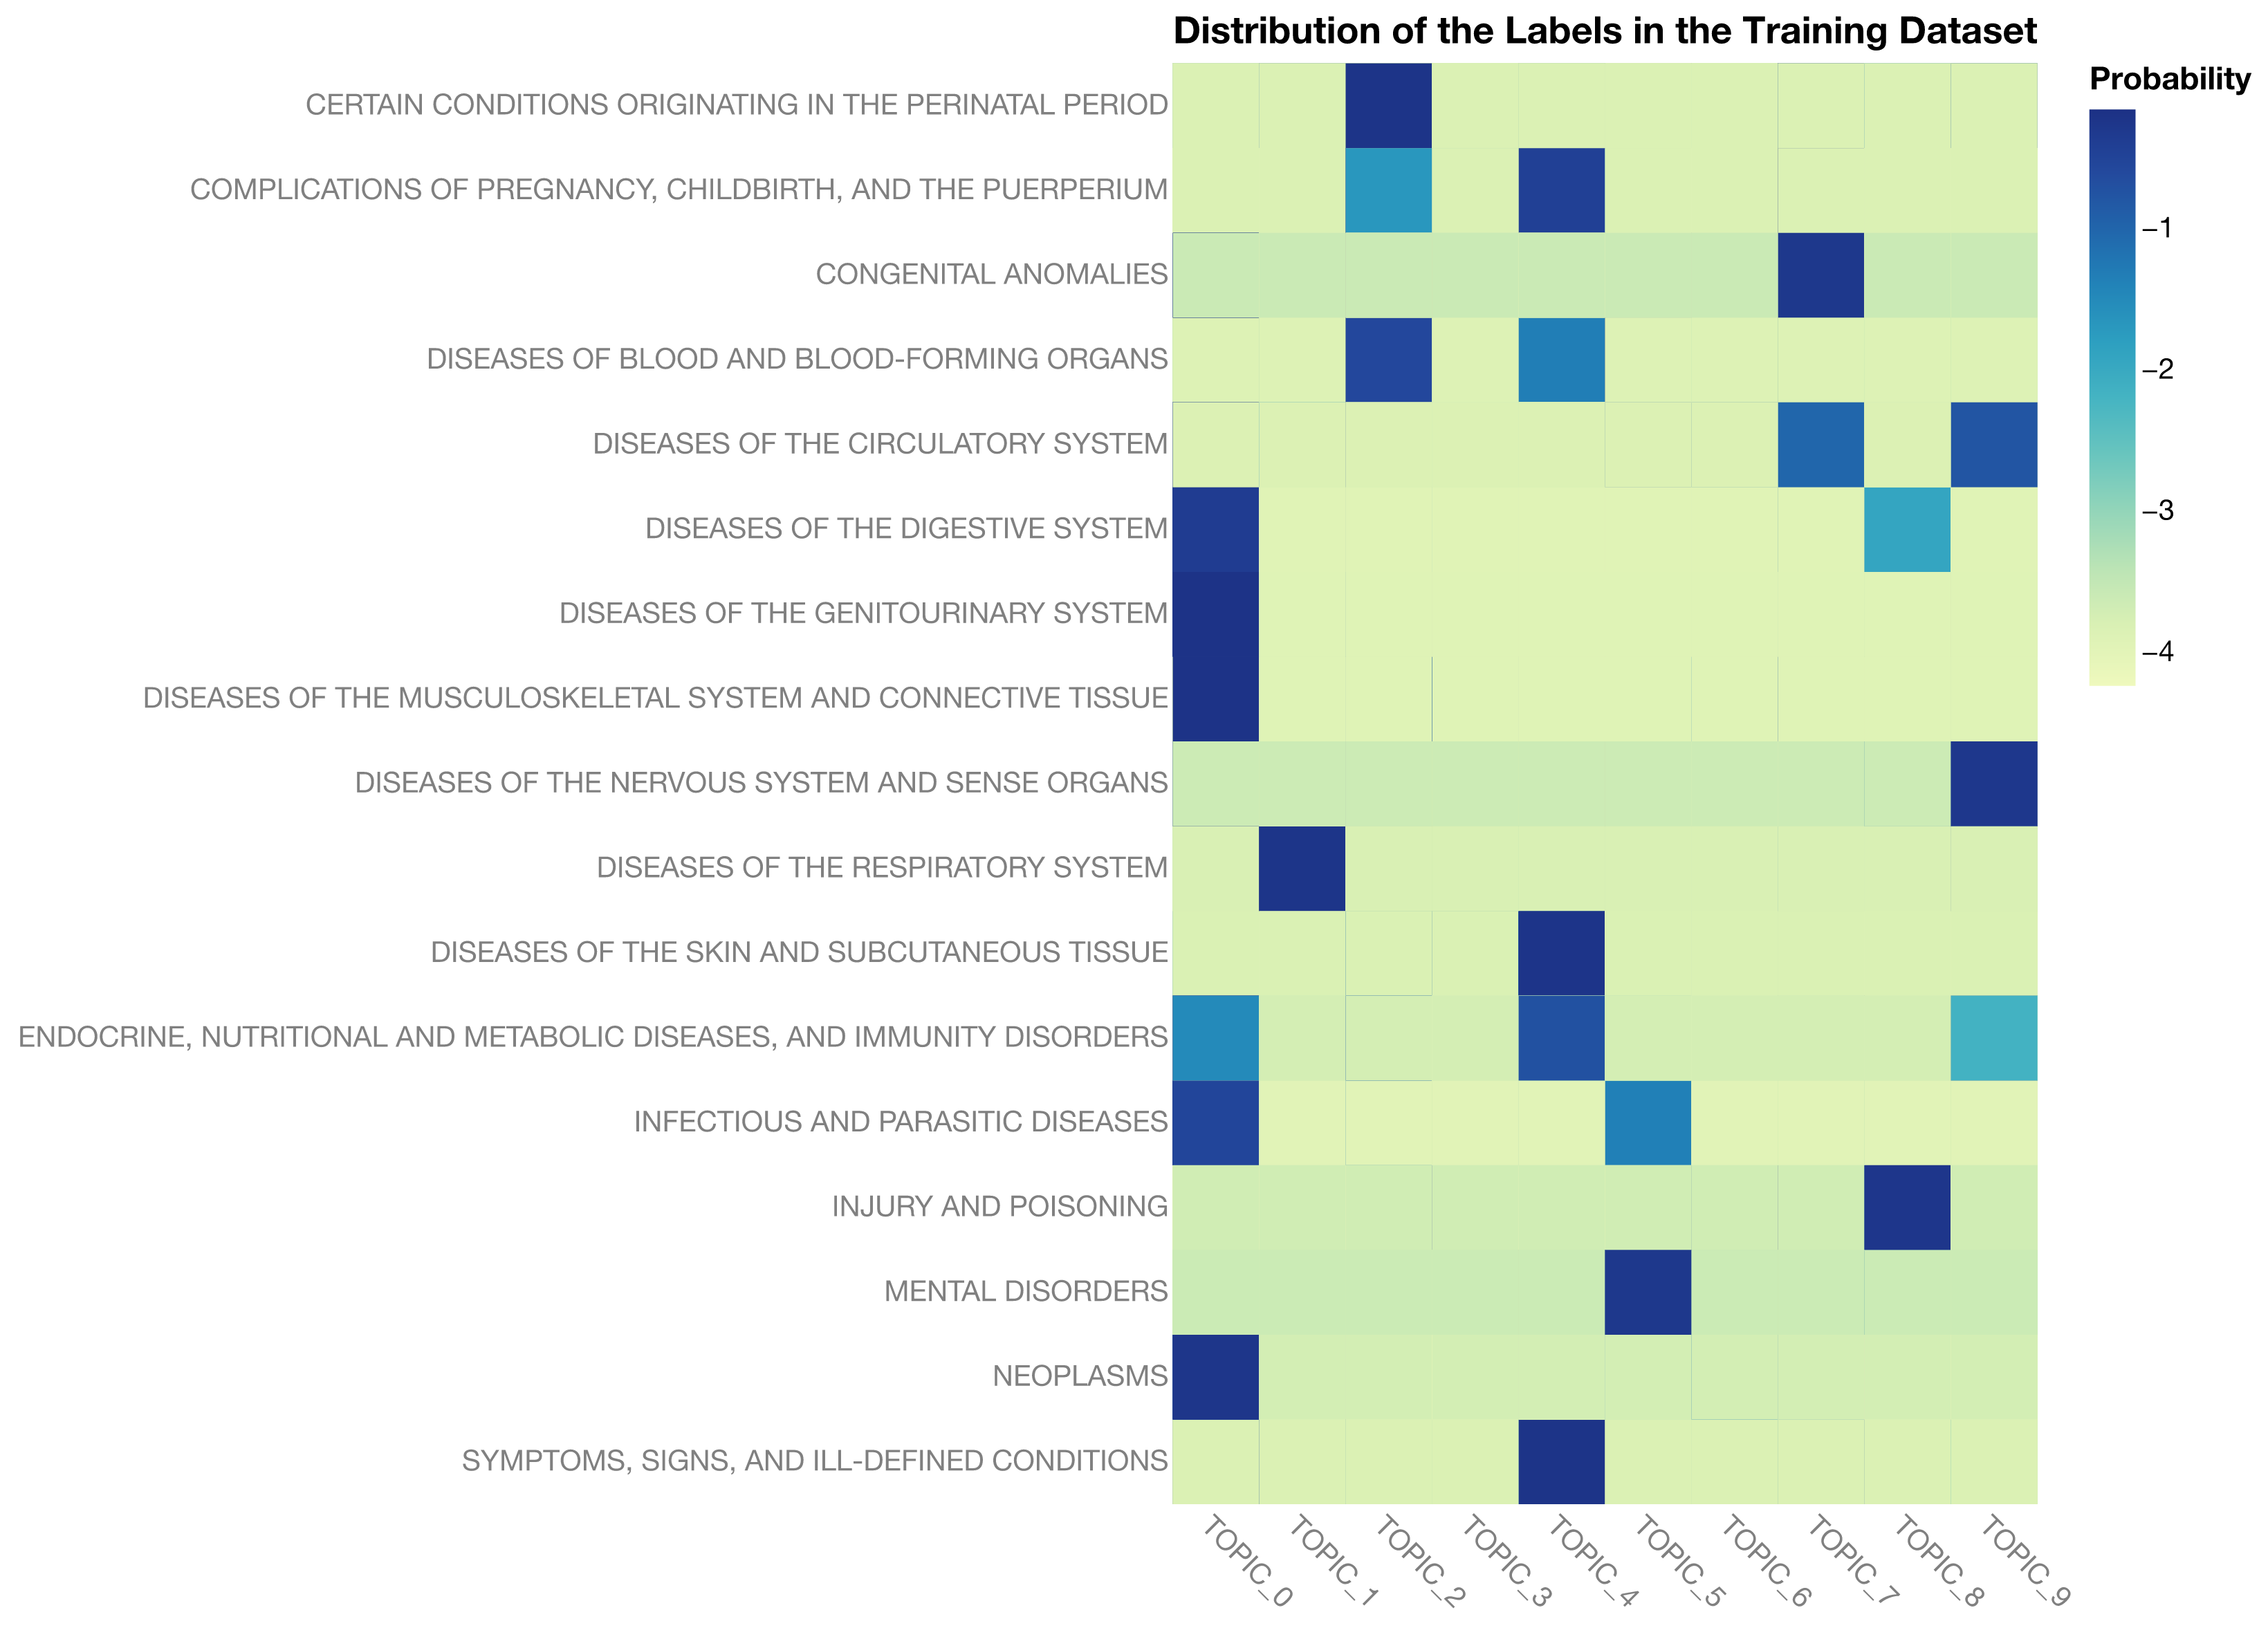 Distribution of the Labels in the Training Dataset
Probability
CERTAIN CONDITIONS ORIGINATING IN THE PERINATAL PERIOD
COMPLICATIONS OF PREGNANCY, CHILDBIRTH, AND THE PUERPERIUM
CONGENITAL ANOMALIES
DISEASES OF BLOOD AND BLOOD-FORMING ORGANS
DISEASES OF THE CIRCULATORY SYSTEM
DISEASES OF THE DIGESTIVE SYSTEM
DISEASES OF THE GENITOURINARY SYSTEM
DISEASES OF THE MUSCULOSKELETAL SYSTEM AND CONNECTIVE TISSUE
DISEASES OF THE NERVOUS SYSTEM AND SENSE ORGANS
DISEASES OF THE RESPIRATORY SYSTEM
DISEASES OF THE SKIN AND SUBCUTANEOUS TISSUE
ENDOCRINE, NUTRITIONAL AND METABOLIC DISEASES, AND IMMUNITY DISORDERS
INFECTIOUS AND PARASITIC DISEASES
INJURY AND POISONING
MENTAL DISORDERS
NEOPLASMS
SYMPTOMS, SIGNS, AND ILL-DEFINED CONDITIONS
−1
−2
−3
−4
TOPIC_0
TOPIC_1
TOPIC_2
TOPIC_3
TOPIC_4
TOPIC_5
TOPIC_6
TOPIC_7
TOPIC_8
TOPIC_9